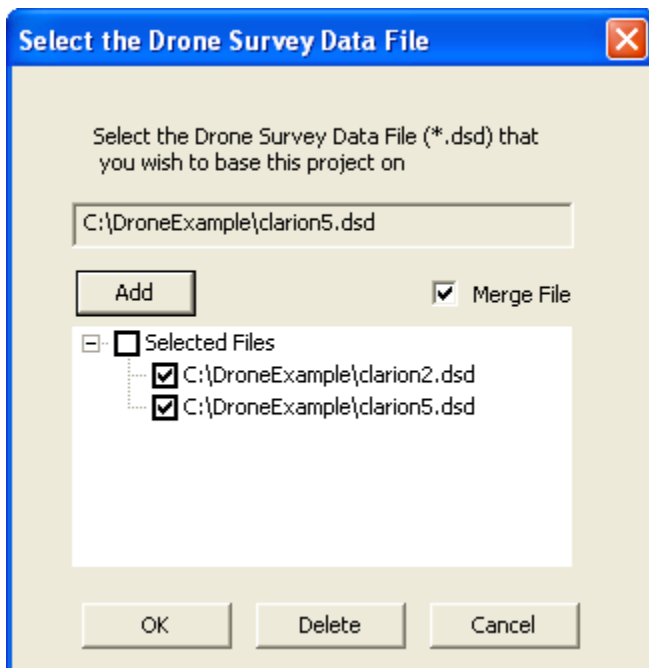 Select the Drone Survey Data File
Select the Drone Survey Data File (*.dsd) that
you wish to base this project on
C:\DroneExample\clarion5.dsd
Add
Merge File
Selected Files
C:\DroneExample\clarion2.dsd
C:\DroneExample\clarion5.dsd
OK
Delete
Cancel